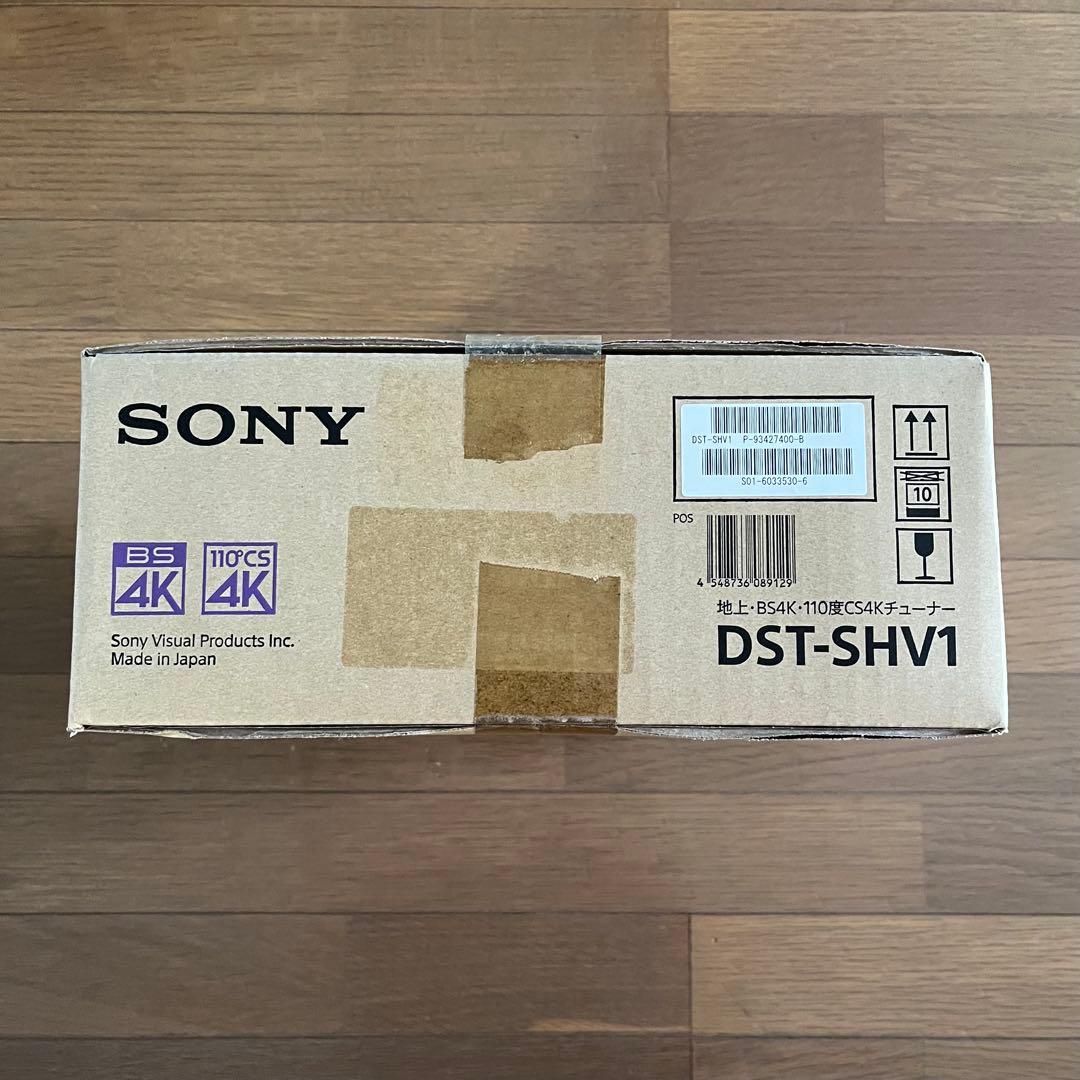 SONY
BS
4K
110°CS
4K
Sony Visual Products Inc.
Made in Japan
DST-SHV1 P-93427400-B
S01-6033530-6
10
POS
4 548736 089129
地上・BS4K・110度CS4Kチューナー
DST-SHV1